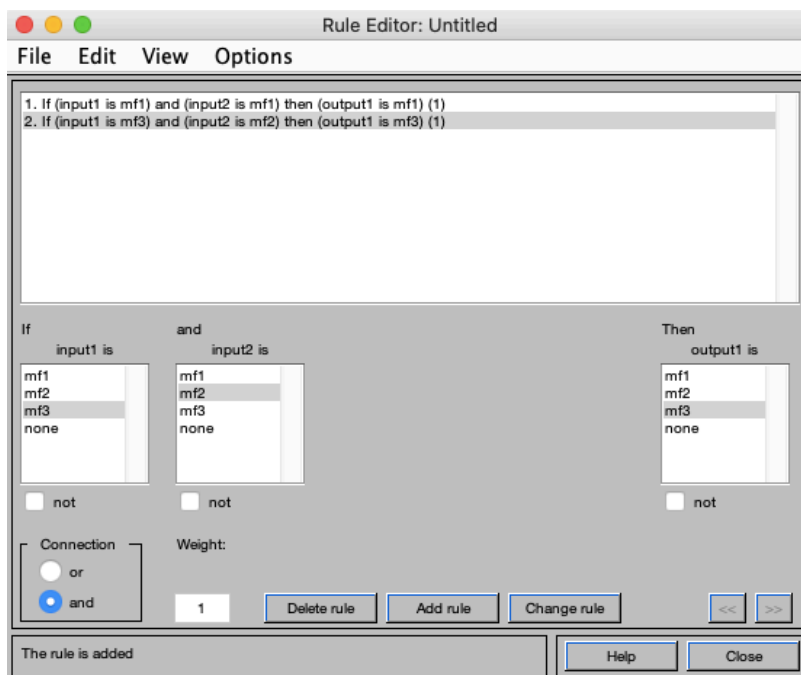 Rule Editor: Untitled
File Edit View Options
1. If (input1 is mf1) and (input2 is mf1) then (output1 is mf1) (1)
2. If (input1 is mf3) and (input2 is mf2) then (output1 is mf3) (1)
If and Then
input1 is input2 is output1 is
mf1 mf1 mf1
mf2 mf2 mf2
mf3 mf3 mf3
none none none
not not not
Connection Weight:
or
and 1 Delete rule Add rule Change rule << >>
The rule is added Help Close